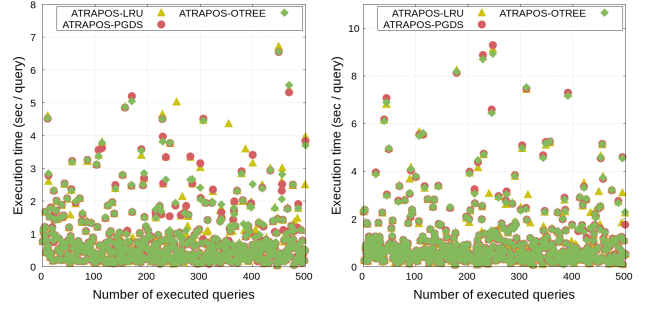 ATRAPOS-LRU ATRAPOS-OTREE
ATRAPOS-PGDS
8
7
6
5
4
3
2
1
0
Execution time (sec / query)
0 100 200 300 400 500
Number of executed queries
ATRAPOS-LRU ATRAPOS-OTREE
ATRAPOS-PGDS
10
8
6
4
2
0
Execution time (sec / query)
0 100 200 300 400 500
Number of executed queries